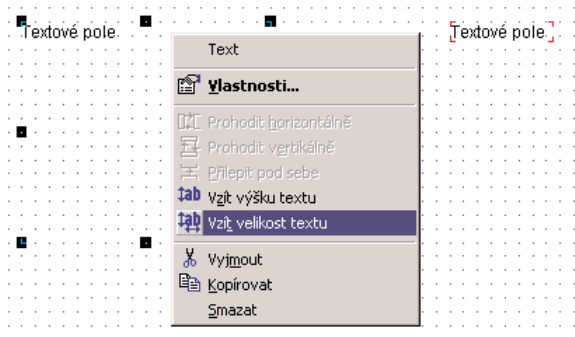 Textové pole
Textové pole
Text
Vlastnosti...
Prohodit horizontálně
Prohodit vertikálně
Přilepit pod sebe
Vzít výšku textu
Vzít velikost textu
Vyjmout
Kopírovat
Smazat